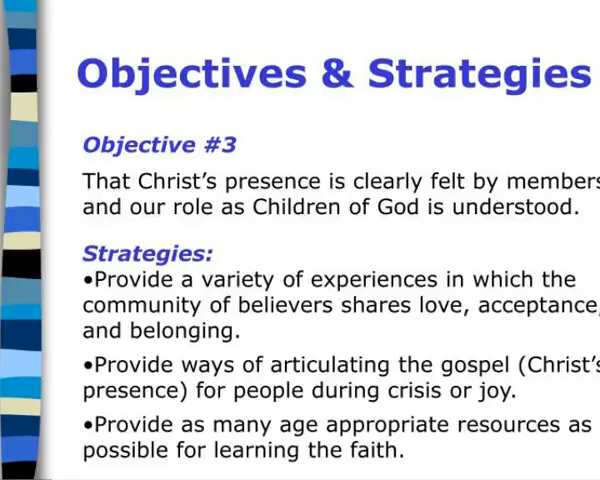 Objectives & Strategies
Objective #3
That Christ's presence is clearly felt by members
and our role as Children of God is understood.
Strategies:
•Provide a variety of experiences in which the
community of believers shares love, acceptance,
and belonging.
•Provide ways of articulating the gospel (Christ's
presence) for people during crisis or joy.
•Provide as many age appropriate resources as
possible for learning the faith.